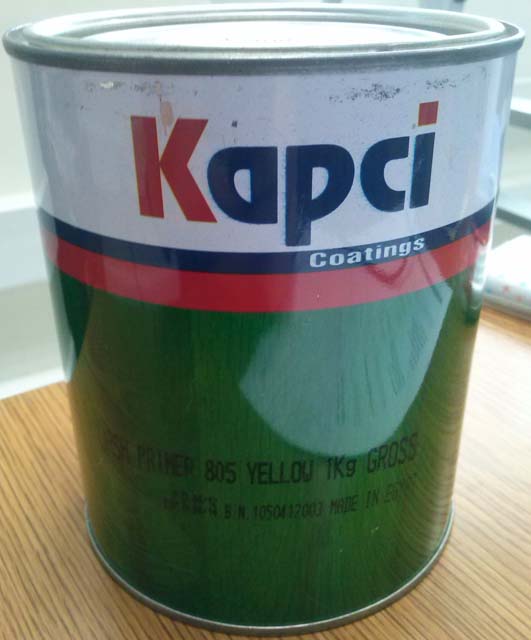 Kapci
Coatings
PRIMER 805 YELLOW 1Kg GROSS
B.N.1050412003 MADE IN